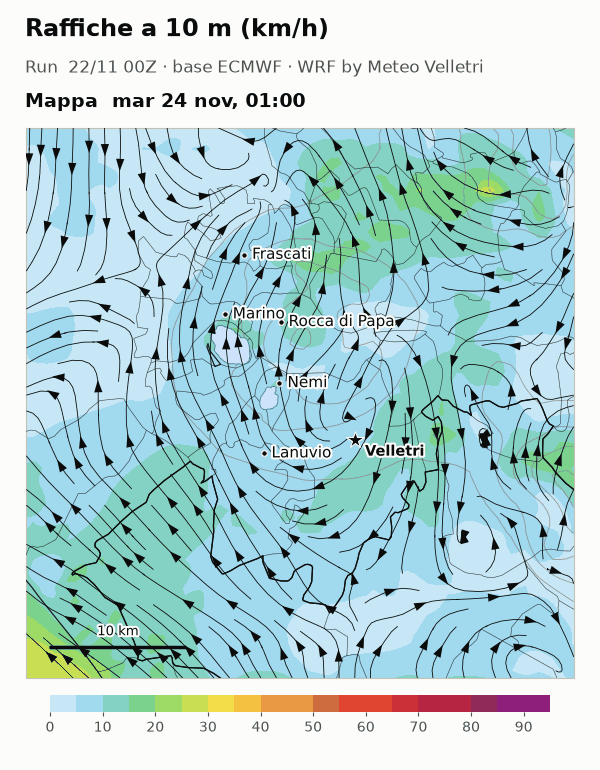 Raffiche a 10 m (km/h)
Run 22/11 00Z · base ECMWF · WRF by Meteo Velletri
Mappa mar 24 nov, 01:00
Frascati
Marino
Rocca di Papa
Nemi
Lanuvio
Velletri
10 km
0 10 20 30 40 50 60 70 80 90